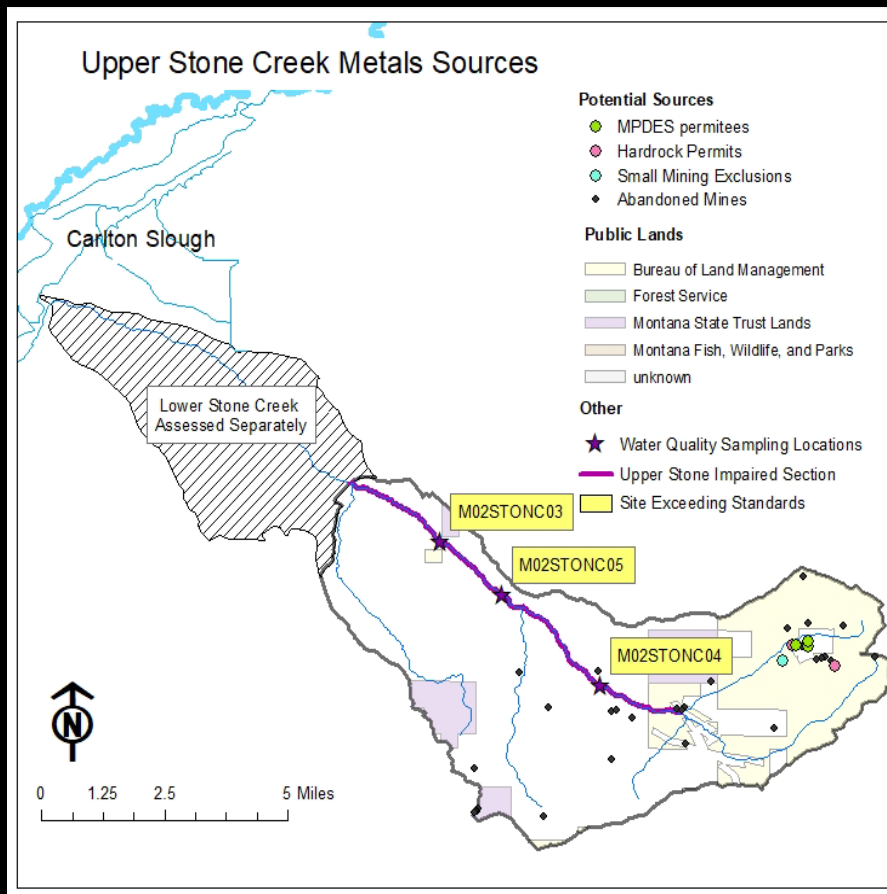 Upper Stone Creek Metals Sources
Potential Sources
MPDES permitees
Hardrock Permits
Small Mining Exclusions
Abandoned Mines
Carlton Slough
Public Lands
Bureau of Land Management
Forest Service
Montana State Trust Lands
Montana Fish, Wildlife, and Parks
unknown
Other
Water Quality Sampling Locations
Upper Stone Impaired Section
Site Exceeding Standards
Lower Stone Creek
Assessed Separately
M02STONC03
M02STONC05
M02STONC04
N
0 1.25 2.5 5 Miles